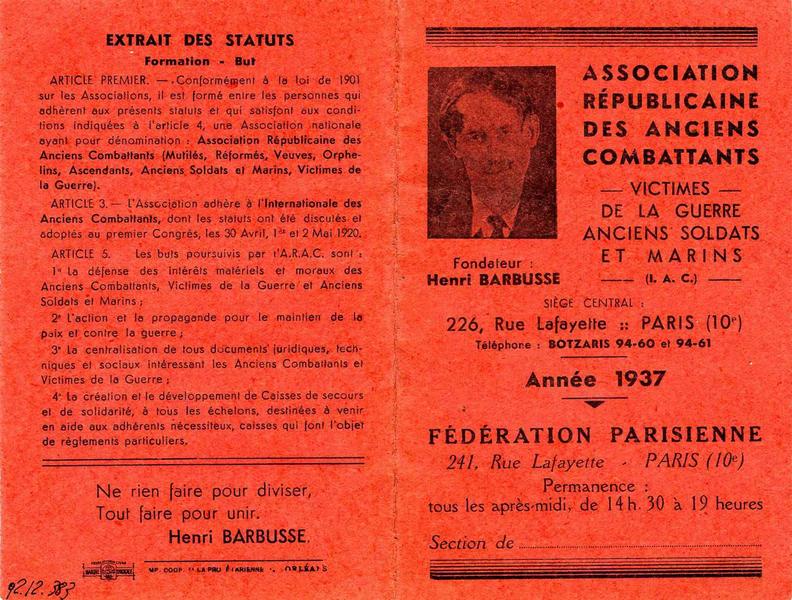 EXTRAIT DES STATUTS
Formation - But
ARTICLE PREMIER. — Conformément à la loi de 1901
sur les Associations, il est formé entre les personnes qui
adhèrent aux présents statuts et qui satisfont aux condi-
tions indiquées à l'article 4, une Association nationale
ayant pour dénomination : Association Républicaine des
Anciens Combattants (Mutilés, Réformés, Veuves, Orphe-
lins, Ascendants, Anciens Soldats et Marins, Victimes de
la Guerre).
ARTICLE 3. — L'Association adhère à l'Internationale des
Anciens Combattants, dont les statuts ont été discutés et
adoptés au premier Congrès, les 30 Avril, 1er et 2 Mai 1920.
ARTICLE 5. Les buts poursuivis par l'A.R.A.C. sont :
1° La défense des intérêts matériels et moraux des
Anciens Combattants, Victimes de la Guerre et Anciens
Soldats et Marins ;
2° L'action et la propagande pour le maintien de la
paix et contre la guerre ;
3° La centralisation de tous documents juridiques, tech-
niques et sociaux intéressant les Anciens Combattants et
Victimes de la Guerre ;
4° La création et le développement de Caisses de secours
et de solidarité, à tous les échelons, destinées à venir
en aide aux adhérents nécessiteux, caisses qui font l'objet
de règlements particuliers.
Ne rien faire pour diviser,
Tout faire pour unir.
Henri BARBUSSE.
IMP. COOP. "LA ORLÉANS
92.12.383
ASSOCIATION
RÉPUBLICAINE
DES ANCIENS
COMBATTANTS
— VICTIMES —
DE LA GUERRE
ANCIENS SOLDATS
ET MARINS
— (I. A. C.) —
Fondateur :
Henri BARBUSSE
SIÈGE CENTRAL :
226, Rue Lafayette :: PARIS (10e)
Téléphone : BOTZARIS 94-60 et 94-61
Année 1937
FÉDÉRATION PARISIENNE
241, Rue Lafayette - PARIS (10e)
Permanence :
tous les après-midi, de 14 h. 30 à 19 heures
Section de